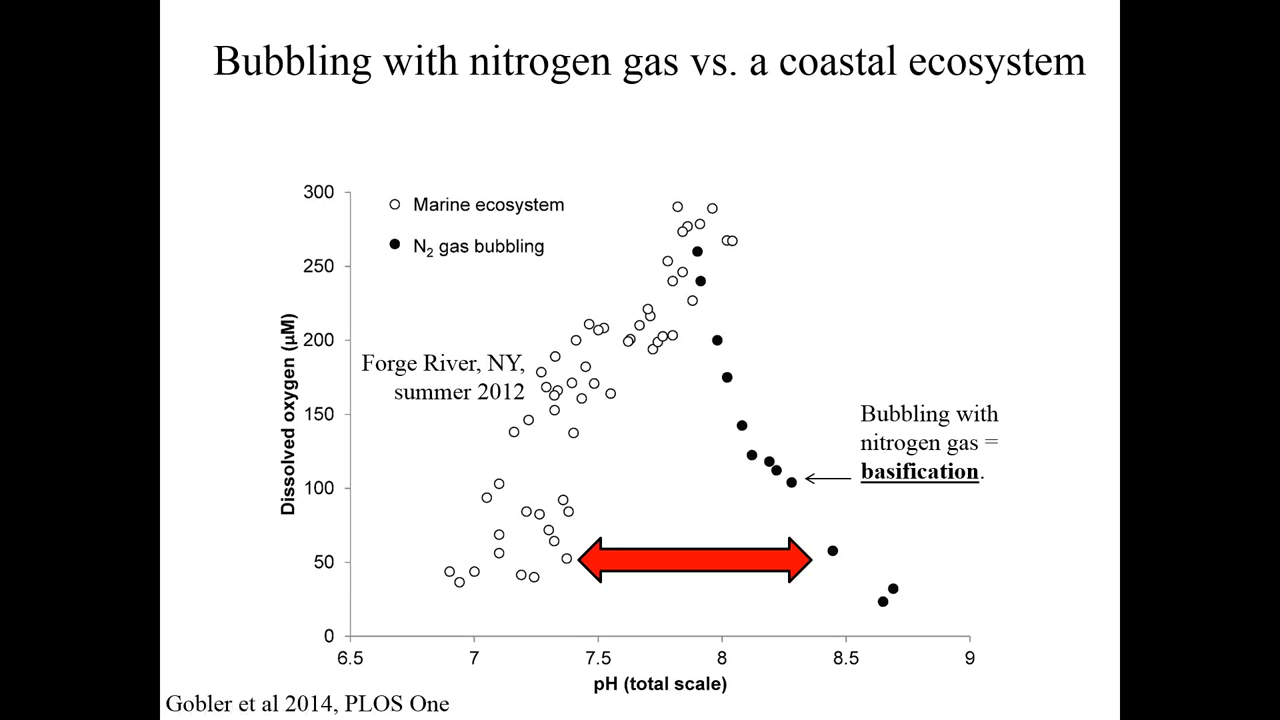 Bubbling with nitrogen gas vs. a coastal ecosystem
300
250
200
150
100
50
0
Dissolved oxygen (µM)
Marine ecosystem
N₂ gas bubbling
Forge River, NY,
summer 2012
Bubbling with
nitrogen gas =
basification.
6.5 7 7.5 8 8.5 9
pH (total scale)
Gobler et al 2014, PLOS One